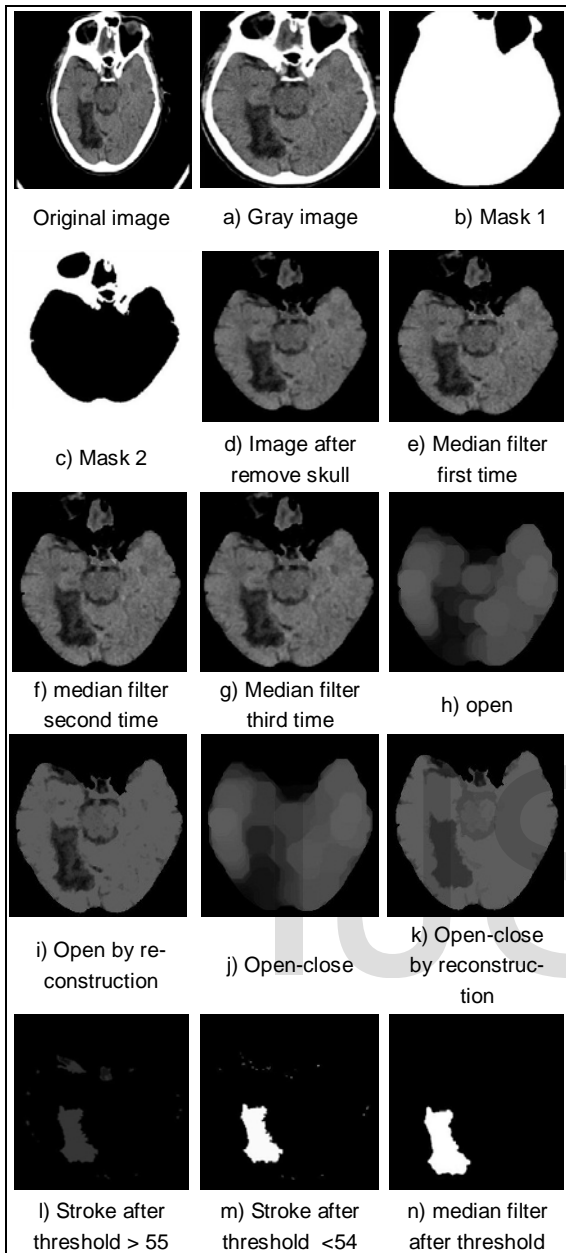 Original image
a) Gray image
b) Mask 1
c) Mask 2
d) Image after
remove skull
e) Median filter
first time
f) median filter
second time
g) Median filter
third time
h) open
i) Open by re-
construction
j) Open-close
k) Open-close
by reconstruc-
tion
l) Stroke after
threshold > 55
m) Stroke after
threshold <54
n) median filter
after threshold